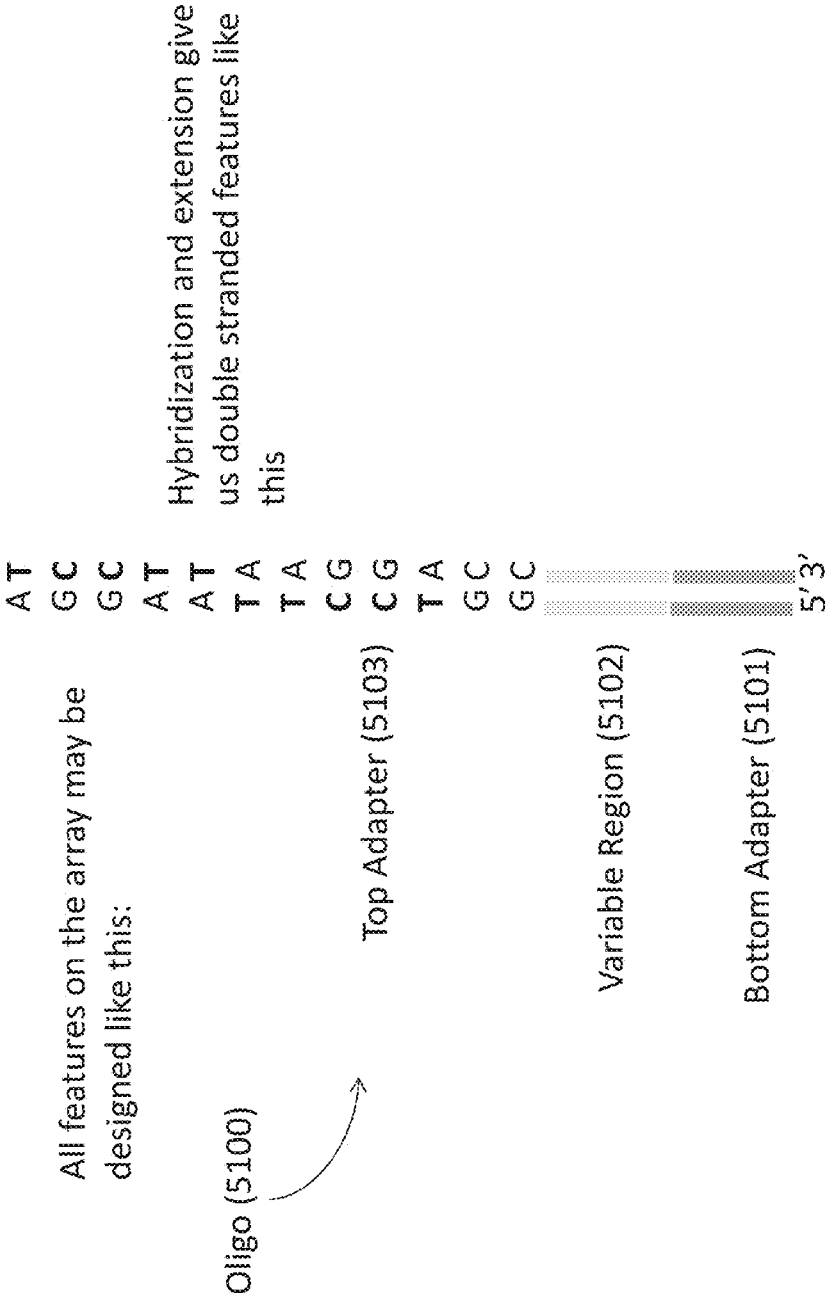 All features on the array may be
designed like this:
Hybridization and extension give
us double stranded features like
this
Oligo (5100)
Top Adapter (5103)
Variable Region (5102)
Bottom Adapter (5101)
A T
G C
G C
A T
A T
T A
T A
C G
C G
T A
G C
G C
5' 3'